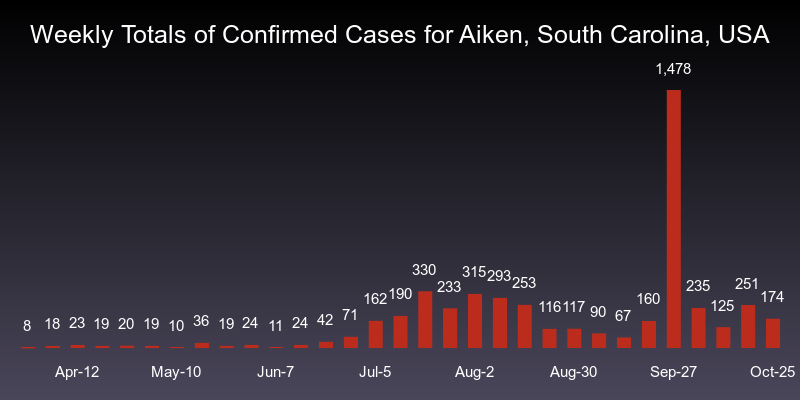 Weekly Totals of Confirmed Cases for Aiken, South Carolina, USA
1,478
8 18 23 19 20 19 10 36 19 24 11 24 42 71 162 190 330 233 315 293 253 116 117 90 67 160 235 125 251 174
Apr-12 May-10 Jun-7 Jul-5 Aug-2 Aug-30 Sep-27 Oct-25